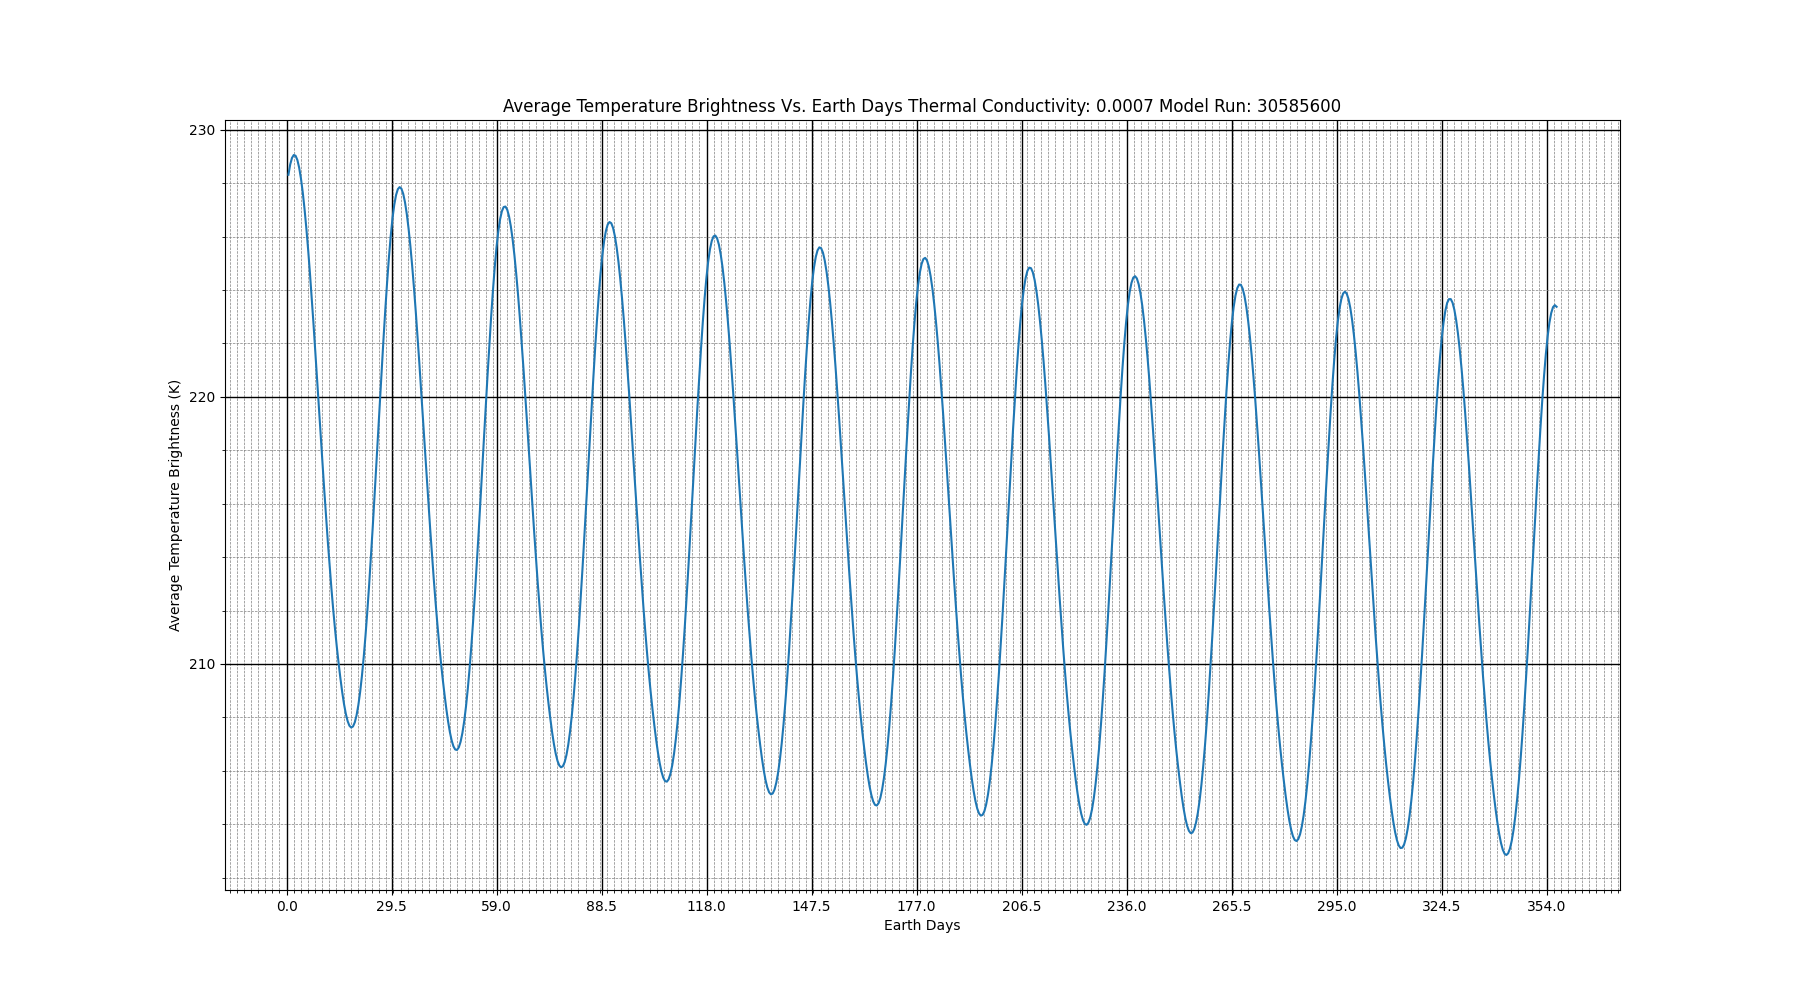 Average Temperature Brightness Vs. Earth Days Thermal Conductivity: 0.0007 Model Run: 30585600
Average Temperature Brightness (K)
230
220
210
0.0 29.5 59.0 88.5 118.0 147.5 177.0 206.5 236.0 265.5 295.0 324.5 354.0
Earth Days